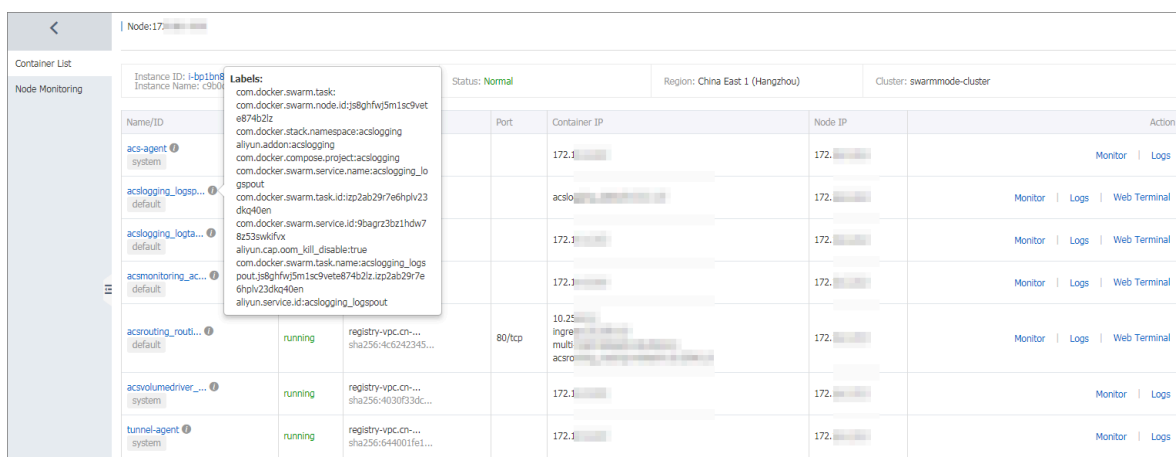 | Node:17
Container List
Node Monitoring
Instance ID: i-bp1bn8
Instance Name: c9b0
Status: Normal
Region: China East 1 (Hangzhou)
Cluster: swarmmode-cluster
Labels:
com.docker.swarm.task:
com.docker.swarm.node.id:js8ghfwj5m1sc9vet
e874b2lz
com.docker.stack.namespace:acslogging
aliyun.addon:acslogging
com.docker.compose.project:acslogging
com.docker.swarm.service.name:acslogging_lo
gspout
com.docker.swarm.task.id:izp2ab29r7e6hplv23
dkq40en
com.docker.swarm.service.id:9bagrz3bz1hdw7
8z53swkifvx
aliyun.cap.oom_kill_disable:true
com.docker.swarm.task.name:acslogging_logs
pout.js8ghfwj5m1sc9vete874b2lz.izp2ab29r7e
6hplv23dkq40en
aliyun.service.id:acslogging_logspout
Name/ID Port Container IP Node IP Action
acs-agent
system
172.1 172. Monitor | Logs
acslogging_logsp...
default
acslo 172. Monitor | Logs | Web Terminal
acslogging_logta...
default
172.1 172. Monitor | Logs | Web Terminal
acsmonitoring_ac...
default
172.1 172. Monitor | Logs | Web Terminal
acsrouting_routi...
default
running
registry-vpc.cn-...
sha256:4c6242345...
80/tcp
10.25
ingre
multi
acsro
172. Monitor | Logs | Web Terminal
acsvolumedriver_...
system
running
registry-vpc.cn-...
sha256:4030f33dc...
172.1 172. Monitor | Logs
tunnel-agent
system
running
registry-vpc.cn-...
sha256:644001fe1...
172.1 172. Monitor | Logs